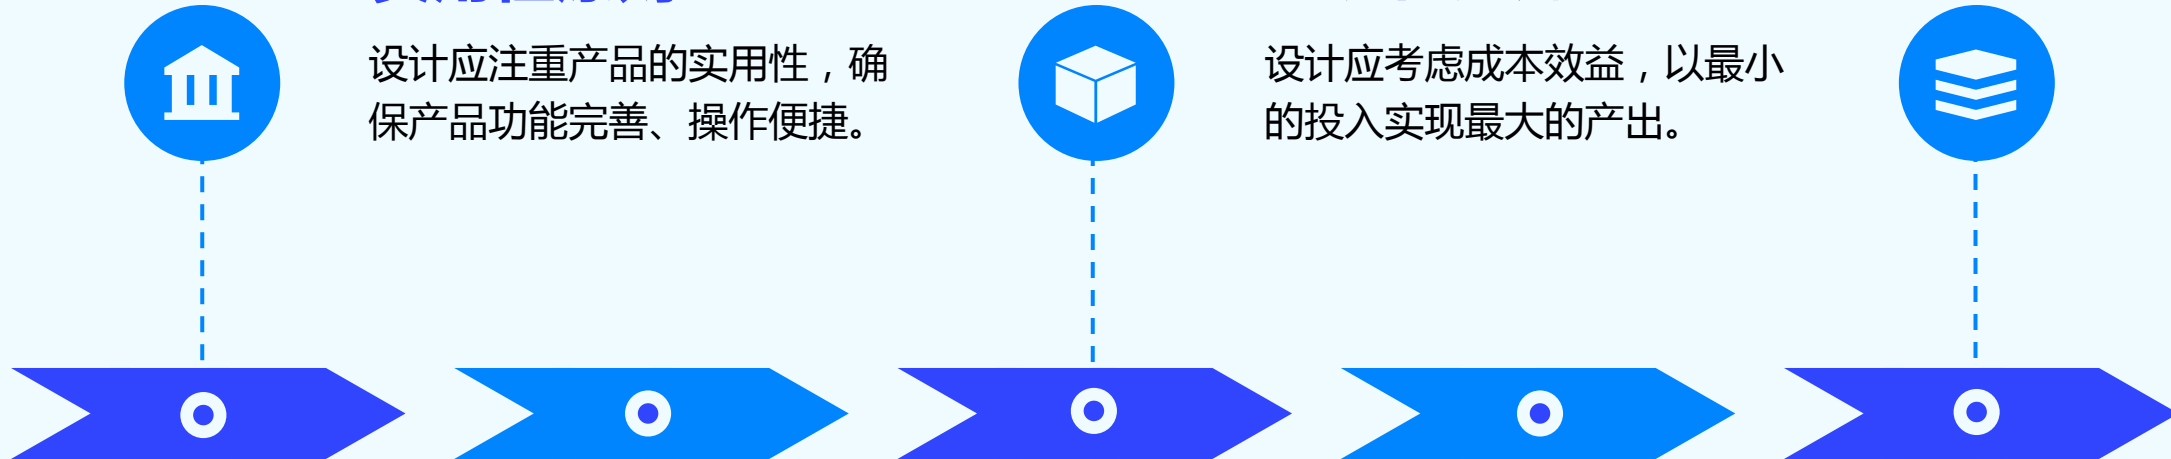 设计应注重产品的实用性，确
保产品功能完善、操作便捷。
设计应考虑成本效益，以最小
的投入实现最大的产出。